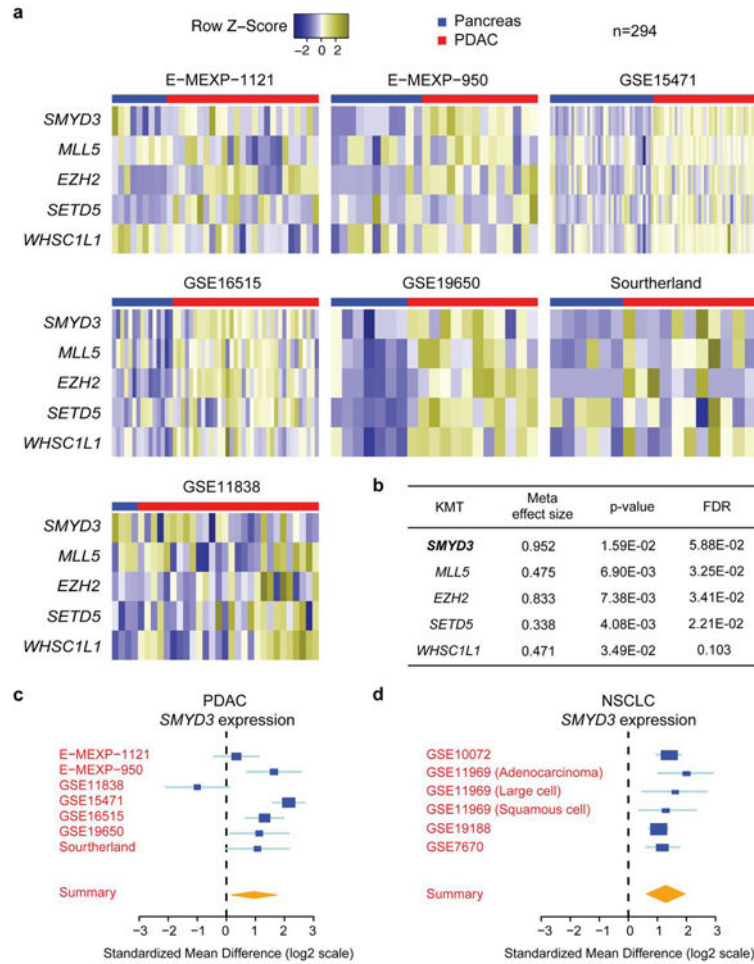 a
Row Z-Score
−2 0 2
Pancreas
PDAC
n=294
E−MEXP−1121 E−MEXP−950 GSE15471
SMYD3
MLL5
EZH2
SETD5
WHSC1L1
GSE16515 GSE19650 Sourtherland
SMYD3
MLL5
EZH2
SETD5
WHSC1L1
GSE11838
SMYD3
MLL5
EZH2
SETD5
WHSC1L1
b
KMT Meta effect size p-value FDR
SMYD3 0.952 1.59E−02 5.88E−02
MLL5 0.475 6.90E−03 3.25E−02
EZH2 0.833 7.38E−03 3.41E−02
SETD5 0.338 4.08E−03 2.21E−02
WHSC1L1 0.471 3.49E−02 0.103
c
PDAC
SMYD3 expression
E−MEXP−1121
E−MEXP−950
GSE11838
GSE15471
GSE16515
GSE19650
Sourtherland
Summary
−3 −2 −1 0 1 2 3
Standardized Mean Difference (log2 scale)
d
NSCLC
SMYD3 expression
GSE10072
GSE11969 (Adenocarcinoma)
GSE11969 (Large cell)
GSE11969 (Squamous cell)
GSE19188
GSE7670
Summary
−3 −2 −1 0 1 2 3
Standardized Mean Difference (log2 scale)